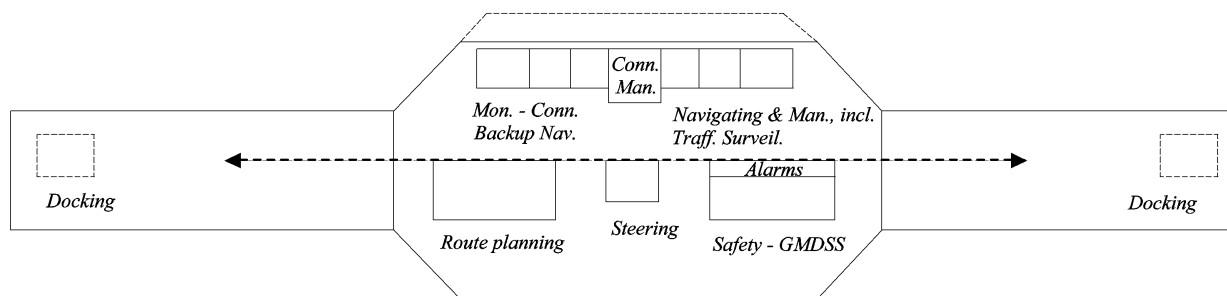 Conn.
Man.
Mon. - Conn.
Backup Nav.
Navigating & Man., incl.
Traff. Surveil.
Alarms
Docking
Docking
Steering
Route planning
Safety - GMDSS